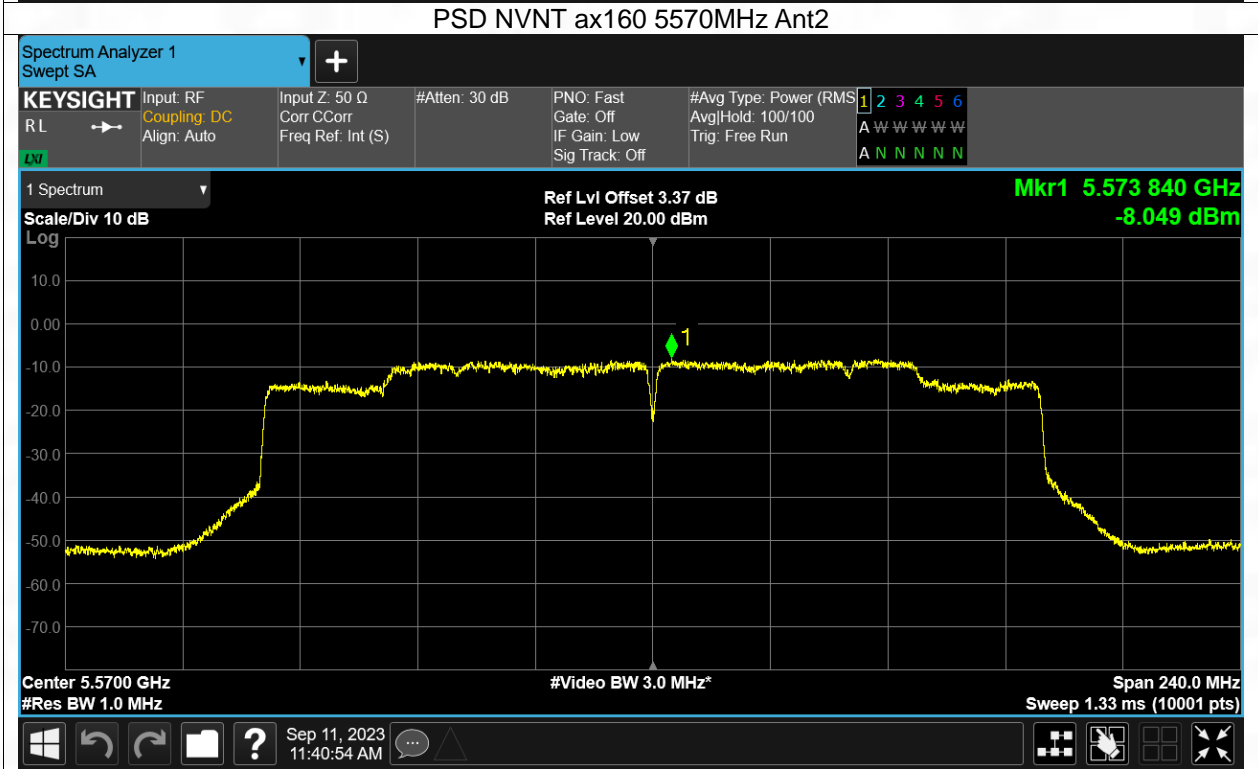 PSD NVNT ax160 5570MHz Ant2
Spectrum Analyzer 1
Swept SA
KEYSIGHT
R L
LXI
Input: RF
Coupling: DC
Align: Auto
Input Z: 50 Ω
Corr CCorr
Freq Ref: Int (S)
#Atten: 30 dB
PNO: Fast
Gate: Off
IF Gain: Low
Sig Track: Off
#Avg Type: Power (RMS
Avg|Hold: 100/100
Trig: Free Run
1 2 3 4 5 6
A W W W W W
A N N N N N
1 Spectrum
Scale/Div 10 dB
Log
Ref Lvl Offset 3.37 dB
Ref Level 20.00 dBm
Mkr1 5.573 840 GHz
-8.049 dBm
10.0
0.00
-10.0
-20.0
-30.0
-40.0
-50.0
-60.0
-70.0
1
Center 5.5700 GHz
#Res BW 1.0 MHz
#Video BW 3.0 MHz*
Span 240.0 MHz
Sweep 1.33 ms (10001 pts)
?
Sep 11, 2023
11:40:54 AM